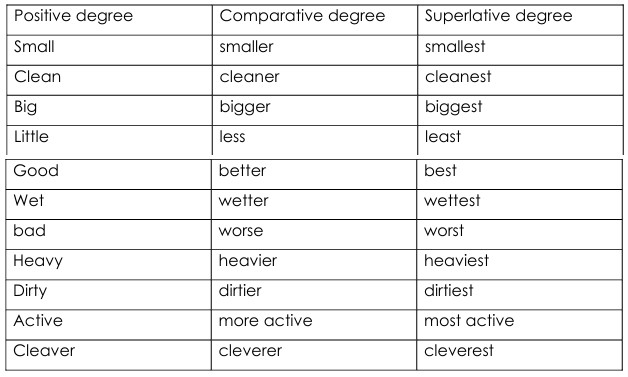 Positive degree Comparative degree Superlative degree
Small smaller smallest
Clean cleaner cleanest
Big bigger biggest
Little less least
Good better best
Wet wetter wettest
bad worse worst
Heavy heavier heaviest
Dirty dirtier dirtiest
Active more active most active
Cleaver cleverer cleverest